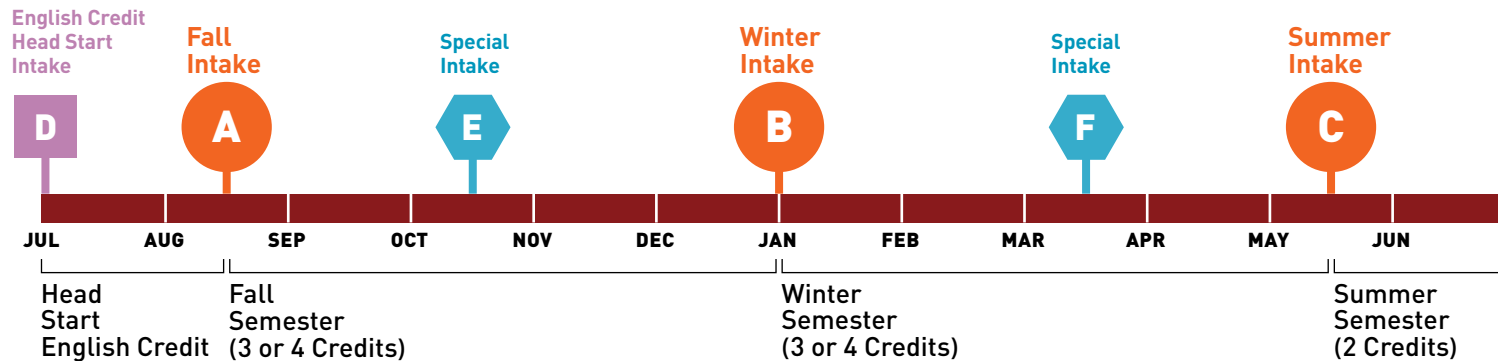 English Credit
Head Start
Intake
Fall
Intake
Special
Intake
Winter
Intake
Special
Intake
Summer
Intake
D
A
E
B
F
C
JUL AUG SEP OCT NOV DEC JAN FEB MAR APR MAY JUN
Head
Start
English Credit
Fall
Semester
(3 or 4 Credits)
Winter
Semester
(3 or 4 Credits)
Summer
Semester
(2 Credits)